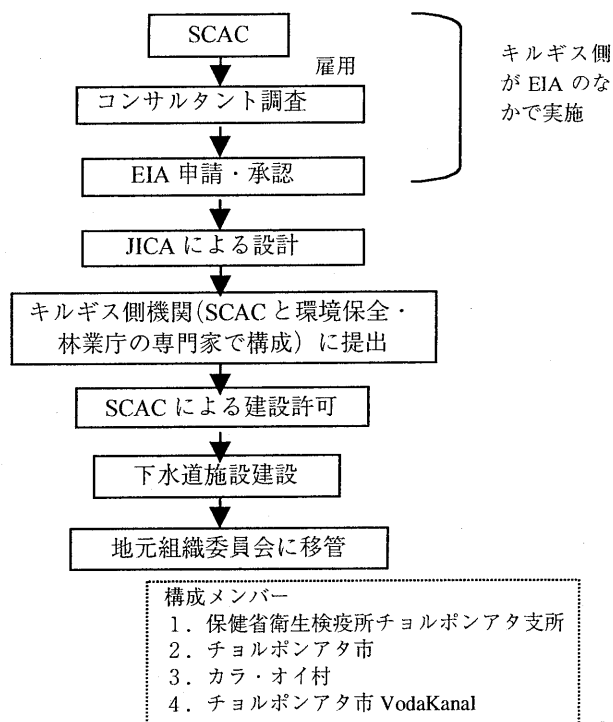 SCAC
雇用
キルギス側
が EIA のな
かで実施
コンサルタント調査
EIA 申請・承認
JICA による設計
キルギス側機関(SCACと環境保全・
林業庁の専門家で構成）に提出
SCAC による建設許可
下水道施設建設
地元組織委員会に移管
構成メンバー
１．保健省衛生検疫所チョルポンアタ支所
２．チョルポンアタ市
３．カラ・オイ村
４．チョルポンアタ市 VodaKanal